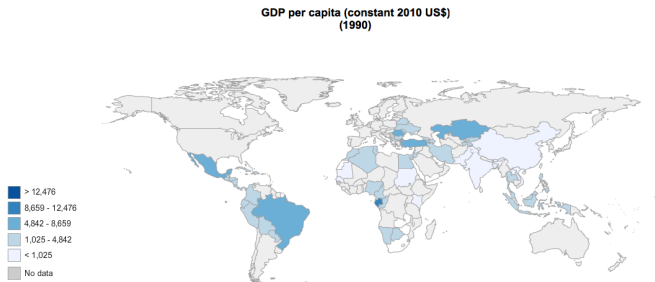 GDP per capita (constant 2010 US$)
(1990)
> 12,476
8,659 - 12,476
4,842 - 8,659
1,025 - 4,842
< 1,025
No data